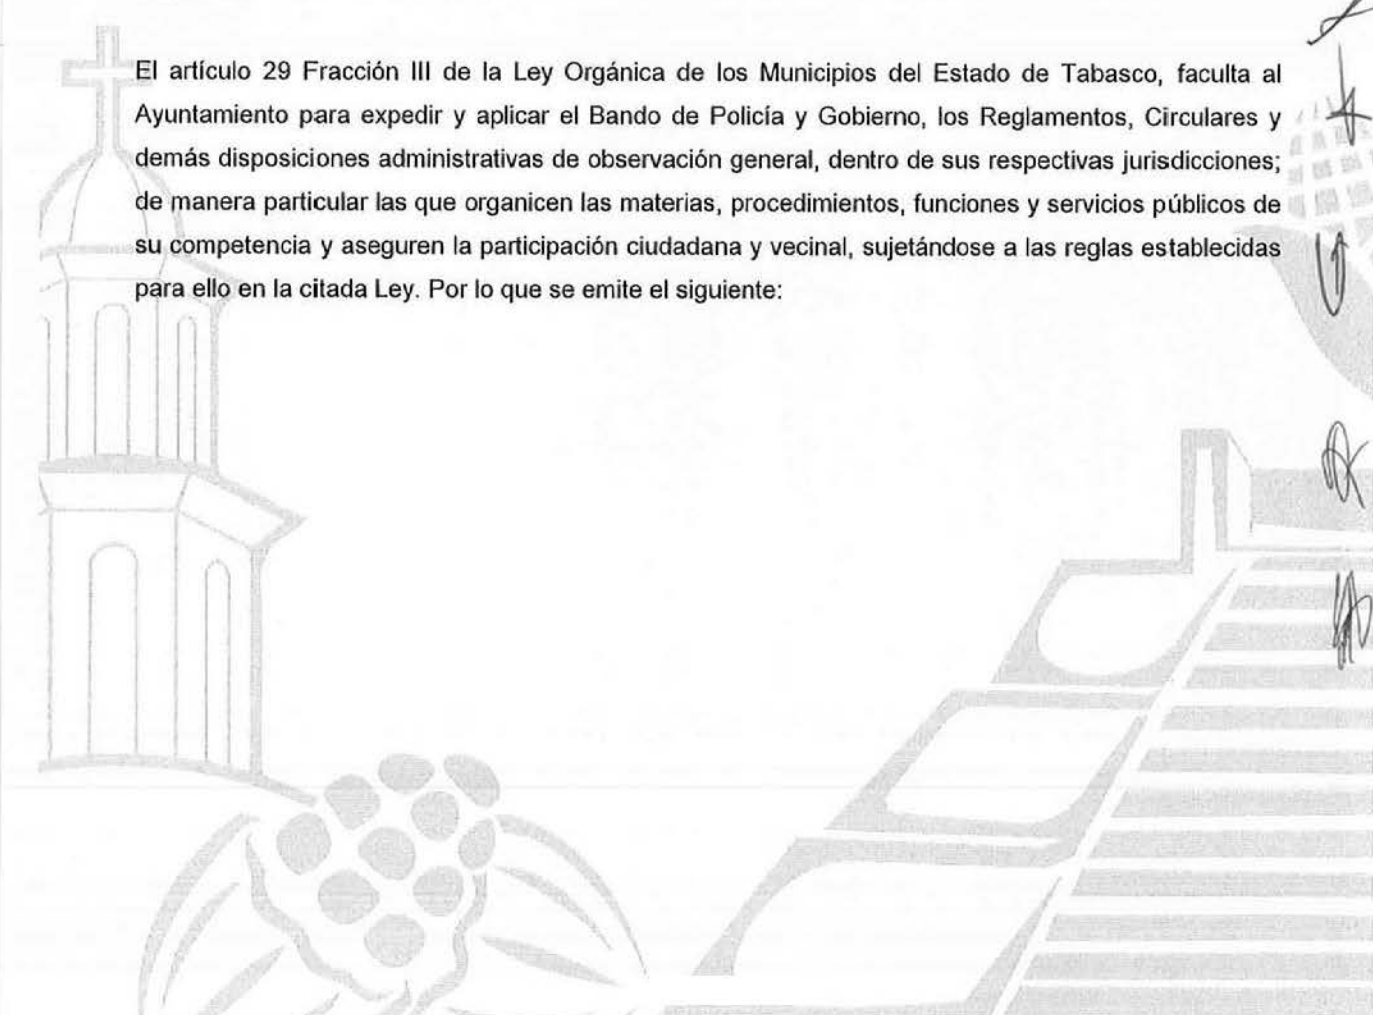 El artículo 29 Fracción III de la Ley Orgánica de los Municipios del Estado de Tabasco, faculta al
Ayuntamiento para expedir y aplicar el Bando de Policía y Gobierno, los Reglamentos, Circulares y
demás disposiciones administrativas de observación general, dentro de sus respectivas jurisdicciones;
de manera particular las que organicen las materias, procedimientos, funciones y servicios públicos de
su competencia y aseguren la participación ciudadana y vecinal, sujetándose a las reglas establecidas
para ello en la citada Ley. Por lo que se emite el siguiente: